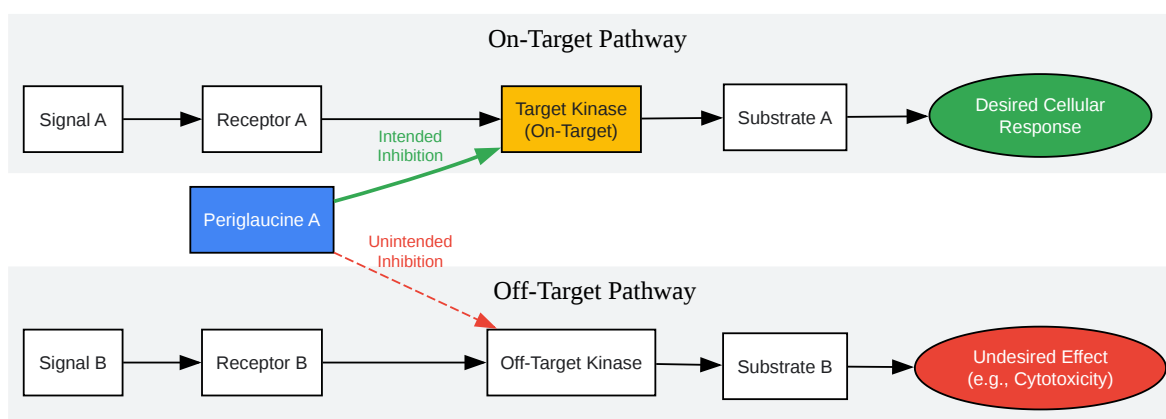 On-Target Pathway
Signal A
Receptor A
Intended
Inhibition
Target Kinase
(On-Target)
Substrate A
Desired Cellular
Response
Periglaucine A
Unintended
Inhibition
Off-Target Pathway
Signal B
Receptor B
Off-Target Kinase
Substrate B
Undesired Effect
(e.g., Cytotoxicity)